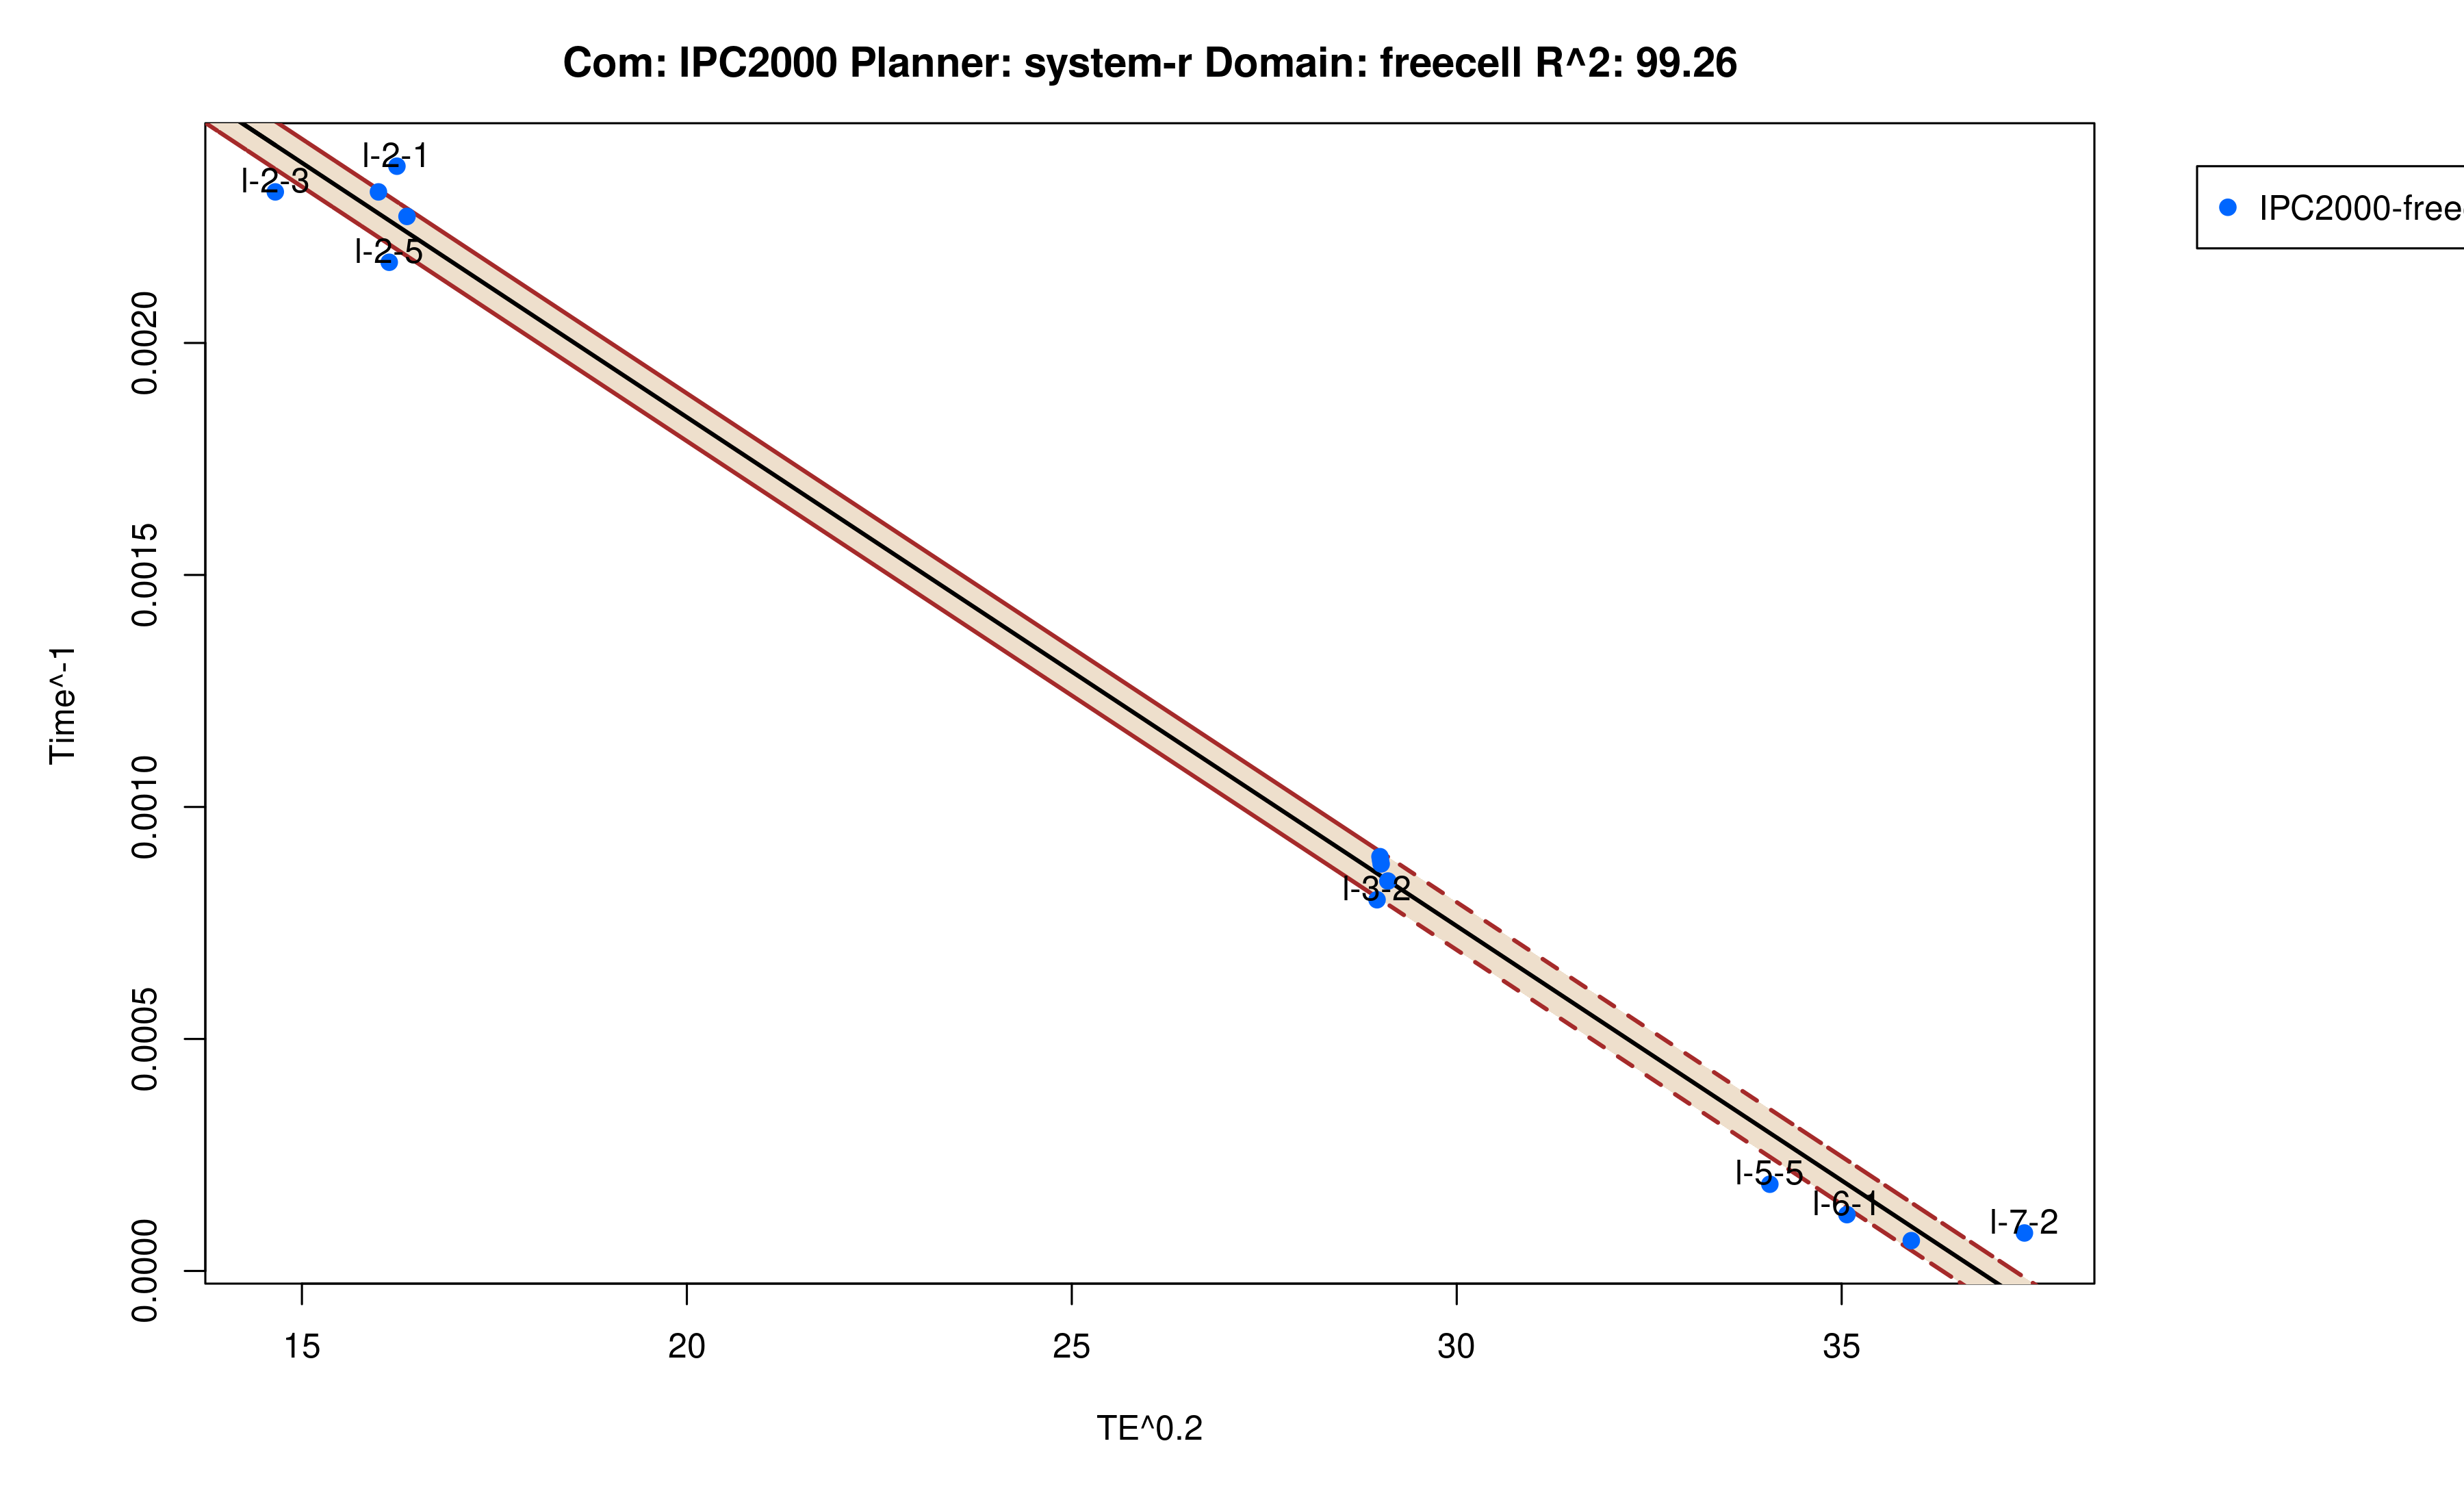 Com: IPC2000 Planner: system-r Domain: freecell R^2: 99.26
l-2-1
l-2-3
l-2-5
IPC2000-free
0.0020
0.0015
0.0010
0.0005
0.0000
Time^-1
l-3-2
l-5-5
l-6-1
l-7-2
15
20
25
30
35
TE^0.2